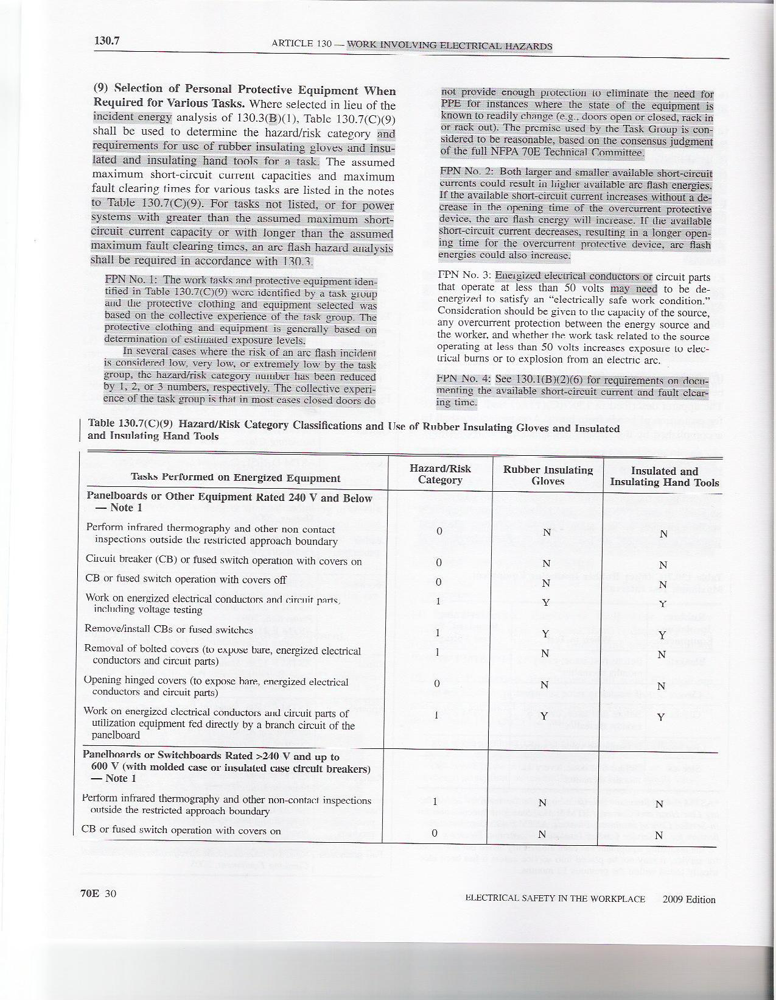 130.7
ARTICLE 130 — WORK INVOLVING ELECTRICAL HAZARDS
(9) Selection of Personal Protective Equipment When
Required for Various Tasks. Where selected in lieu of the
incident energy analysis of 130.3(B)(1), Table 130.7(C)(9)
shall be used to determine the hazard/risk category and
requirements for use of rubber insulating gloves and insu-
lated and insulating hand tools for a task. The assumed
maximum short-circuit current capacities and maximum
fault clearing times for various tasks are listed in the notes
to Table 130.7(C)(9). For tasks not listed, or for power
systems with greater than the assumed maximum short-
circuit current capacity or with longer than the assumed
maximum fault clearing times, an arc flash hazard analysis
shall be required in accordance with 130.3.
FPN No. 1: The work tasks and protective equipment iden-
tified in Table 130.7(C)(9) were identified by a task group
and the protective clothing and equipment selected was
based on the collective experience of the task group. The
protective clothing and equipment is generally based on
determination of estimated exposure levels.
In several cases where the risk of an arc flash incident
is considered low, very low, or extremely low by the task
group, the hazard/risk category number has been reduced
by 1, 2, or 3 numbers, respectively. The collective experi-
ence of the task group is that in most cases closed doors do
not provide enough protection to eliminate the need for
PPE for instances where the state of the equipment is
known to readily change (e.g., doors open or closed, rack in
or rack out). The premise used by the Task Group is con-
sidered to be reasonable, based on the consensus judgment
of the full NFPA 70E Technical Committee.
FPN No. 2: Both larger and smaller available short-circuit
currents could result in higher available arc flash energies.
If the available short-circuit current increases without a de-
crease in the opening time of the overcurrent protective
device, the arc flash energy will increase. If the available
short-circuit current decreases, resulting in a longer open-
ing time for the overcurrent protective device, arc flash
energies could also increase.
FPN No. 3: Energized electrical conductors or circuit parts
that operate at less than 50 volts may need to be de-
energized to satisfy an “electrically safe work condition.”
Consideration should be given to the capacity of the source,
any overcurrent protection between the energy source and
the worker, and whether the work task related to the source
operating at less than 50 volts increases exposure to elec-
trical burns or to explosion from an electric arc.
FPN No. 4: See 130.1(B)(2)(6) for requirements on docu-
menting the available short-circuit current and fault clear-
ing time.
Table 130.7(C)(9) Hazard/Risk Category Classifications and Use of Rubber Insulating Gloves and Insulated
and Insulating Hand Tools
Tasks Performed on Energized Equipment
Hazard/Risk
Category
Rubber Insulating
Gloves
Insulated and
Insulating Hand Tools
Panelboards or Other Equipment Rated 240 V and Below
— Note 1
Perform infrared thermography and other non contact
inspections outside the restricted approach boundary
0 N N
Circuit breaker (CB) or fused switch operation with covers on 0 N N
CB or fused switch operation with covers off 0 N N
Work on energized electrical conductors and circuit parts,
including voltage testing
1 Y Y
Remove/install CBs or fused switches 1 Y Y
Removal of bolted covers (to expose bare, energized electrical
conductors and circuit parts)
1 N N
Opening hinged covers (to expose bare, energized electrical
conductors and circuit parts)
0 N N
Work on energized electrical conductors and circuit parts of
utilization equipment fed directly by a branch circuit of the
panelboard
1 Y Y
Panelboards or Switchboards Rated >240 V and up to
600 V (with molded case or insulated case circuit breakers)
— Note 1
Perform infrared thermography and other non-contact inspections
outside the restricted approach boundary
1 N N
CB or fused switch operation with covers on 0 N N
70E 30
ELECTRICAL SAFETY IN THE WORKPLACE 2009 Edition